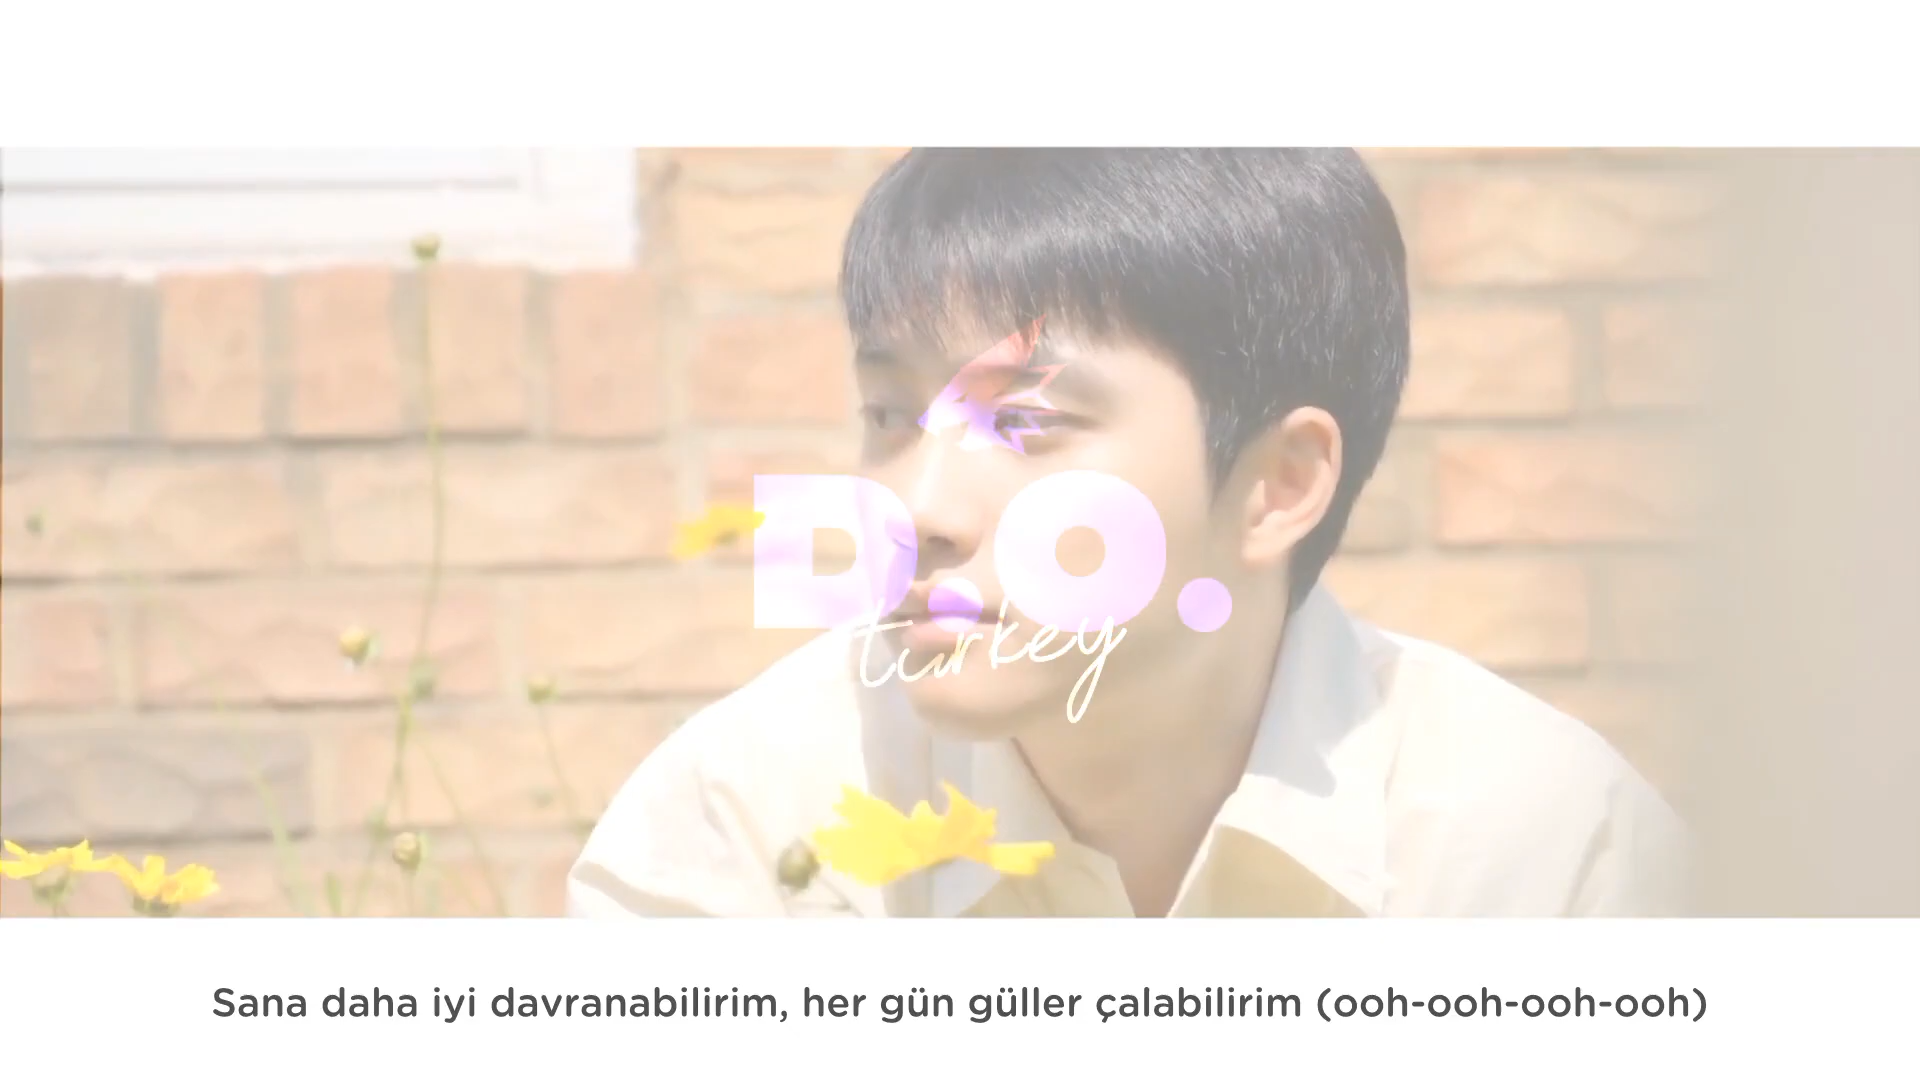 D.O.
turkey
Sana daha iyi davranabilirim, her gün güller çalabilirim (ooh-ooh-ooh-ooh)